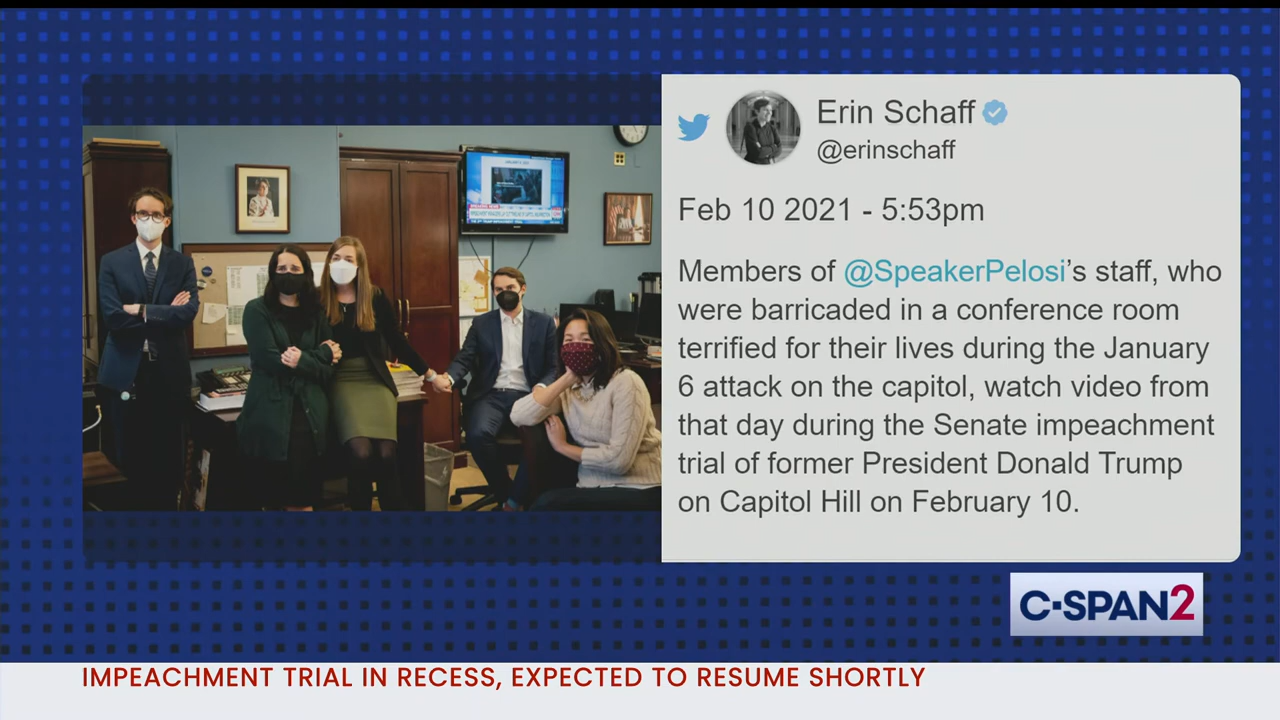 Erin Schaff
@erinschaff
Feb 10 2021 - 5:53pm
Members of @SpeakerPelosi's staff, who
were barricaded in a conference room
terrified for their lives during the January
6 attack on the capitol, watch video from
that day during the Senate impeachment
trial of former President Donald Trump
on Capitol Hill on February 10.
C-SPAN2
IMPEACHMENT TRIAL IN RECESS, EXPECTED TO RESUME SHORTLY